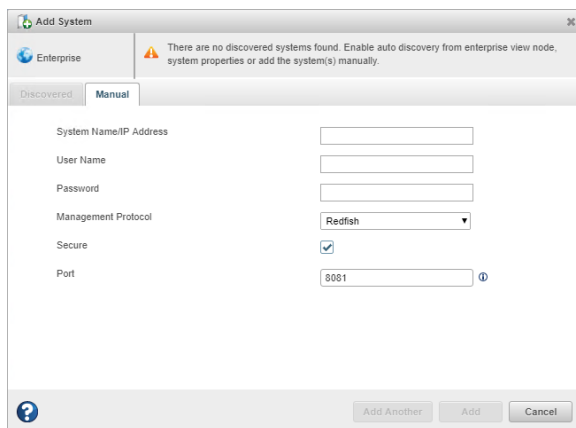 Add System
Enterprise
There are no discovered systems found. Enable auto discovery from enterprise view node,
system properties or add the system(s) manually.
Discovered
Manual
System Name/IP Address
User Name
Password
Management Protocol
Redfish
Secure
Port
8081
Add Another
Add
Cancel